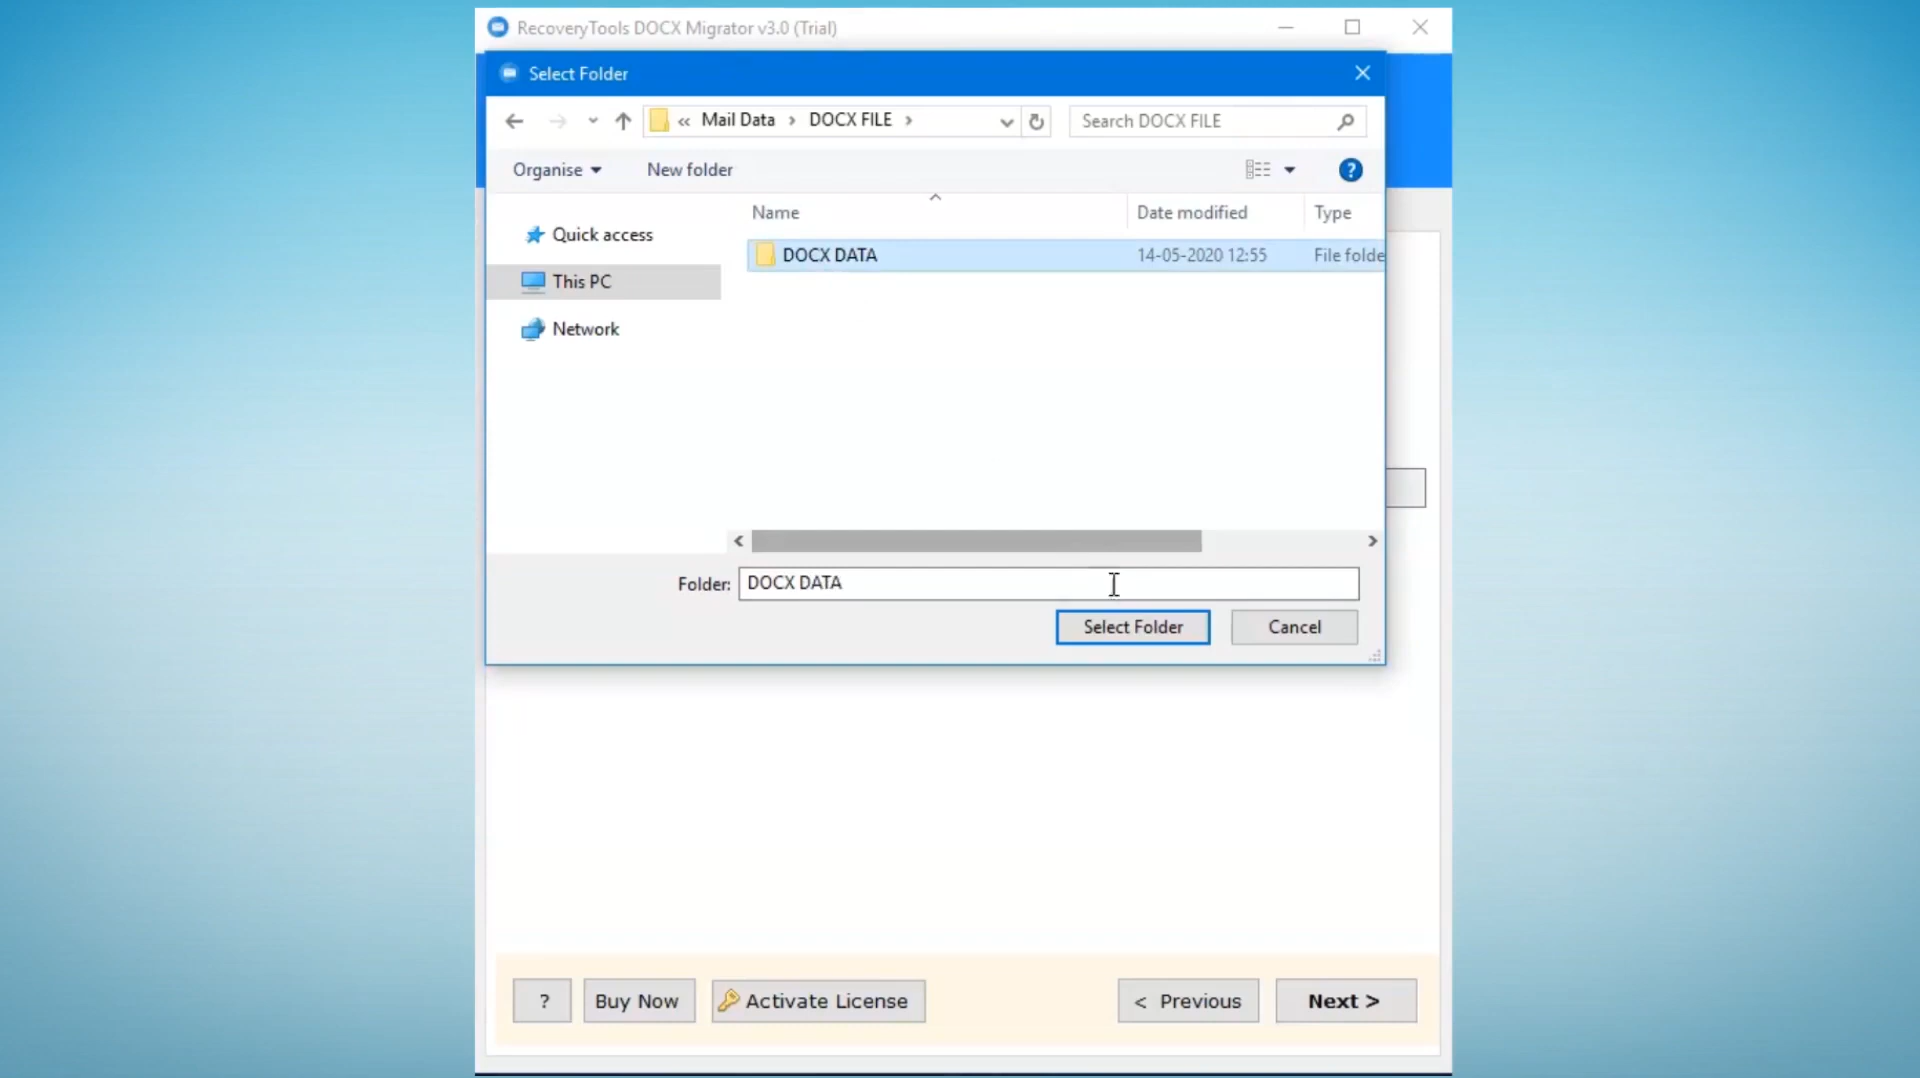 RecoveryTools DOCX Migrator v3.0 (Trial)
Select Folder
« Mail Data > DOCX FILE >
Search DOCX FILE
Organise
New folder
?
Name
Date modified
Type
Quick access
This PC
Network
DOCX DATA
14-05-2020 12:55
File folde
Folder: DOCX DATA
Select Folder
Cancel
?
Buy Now
Activate License
< Previous
Next >